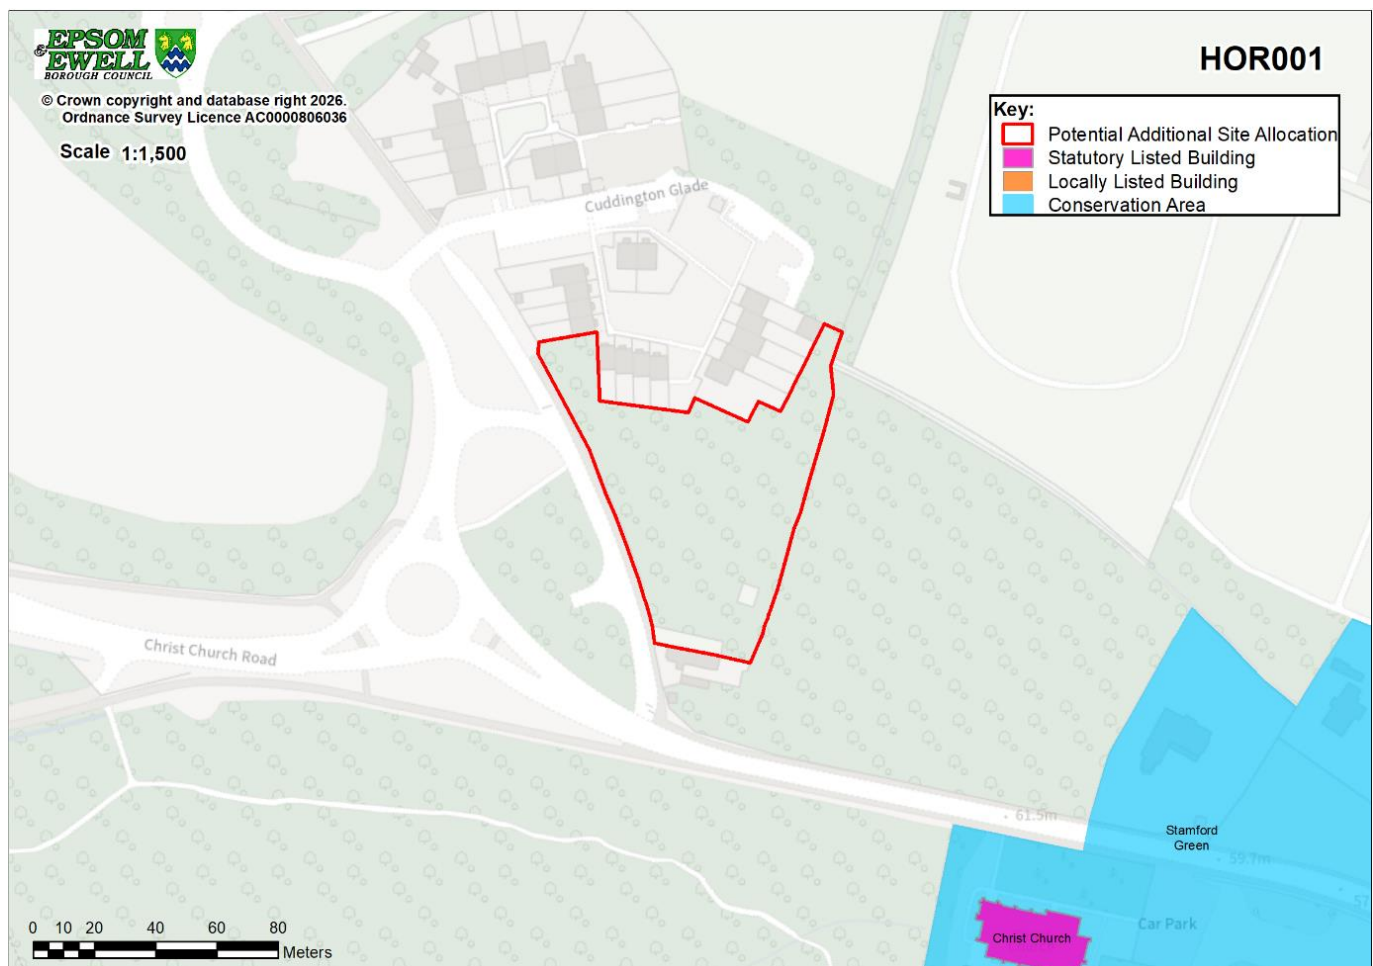 EPSOM
& EWELL
BOROUGH COUNCIL
© Crown copyright and database right 2026.
Ordnance Survey Licence AC0000806036
Scale 1:1,500
HOR001
Key:
Potential Additional Site Allocation
Statutory Listed Building
Locally Listed Building
Conservation Area
Cuddington Glade
Christ Church Road
61.5m
Stamford
Green
59.7m
57
Car Park
Christ Church
0 10 20 40 60 80
Meters